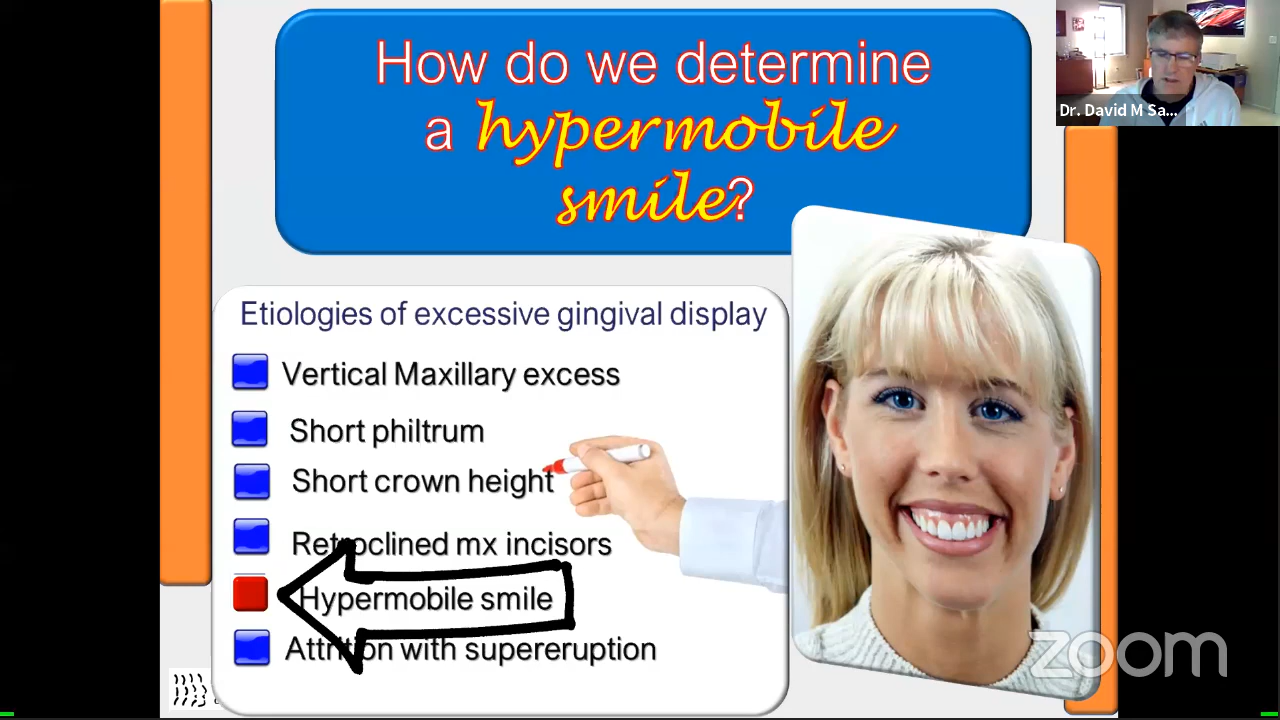 How do we determine
a hypermobile
smile?
Dr. David M Sa...
Etiologies of excessive gingival display
Vertical Maxillary excess
Short philtrum
Short crown height
Retroclined mx incisors
Hypermobile smile
Attrition with supereruption
zoom